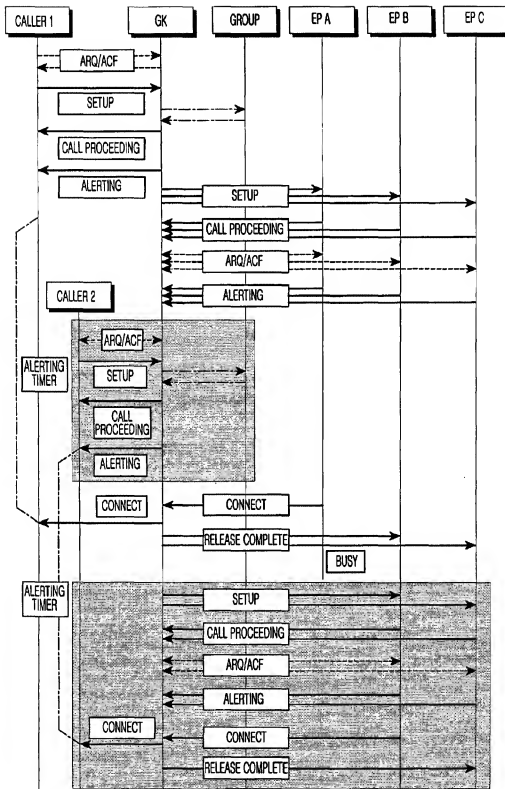 CALLER 1 GK GROUP EP A EP B EP C
ARQ/ACF
SETUP
CALL PROCEEDING
ALERTING
SETUP
CALL PROCEEDING
ARQ/ACF
CALLER 2
ALERTING
ARQ/ACF
ALERTING
TIMER
SETUP
CALL
PROCEEDING
ALERTING
CONNECT CONNECT
RELEASE COMPLETE
BUSY
ALERTING
TIMER
SETUP
CALL PROCEEDING
ARQ/ACF
ALERTING
CONNECT
CONNECT
RELEASE COMPLETE